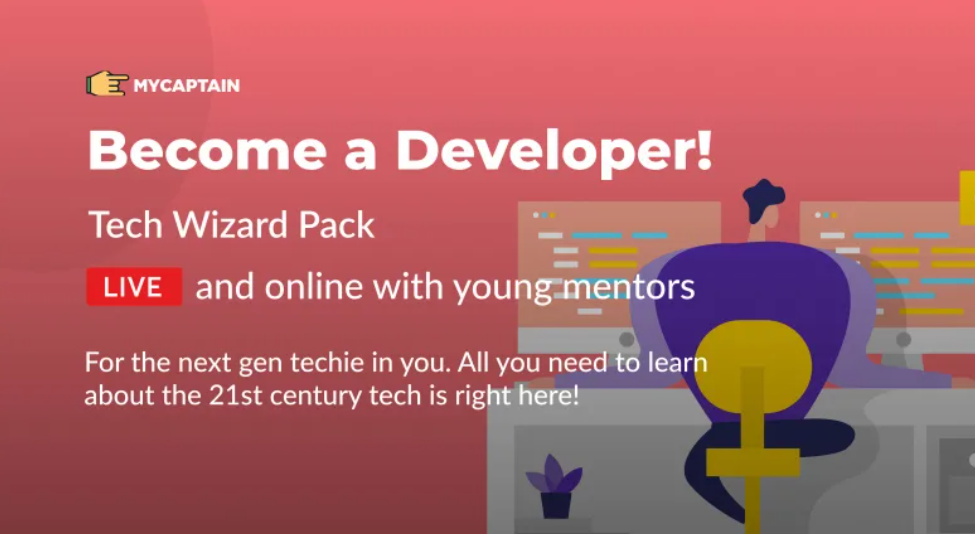 MYCAPTAIN
Become a Developer!
Tech Wizard Pack
LIVE and online with young mentors
For the next gen techie in you. All you need to learn
about the 21st century tech is right here!